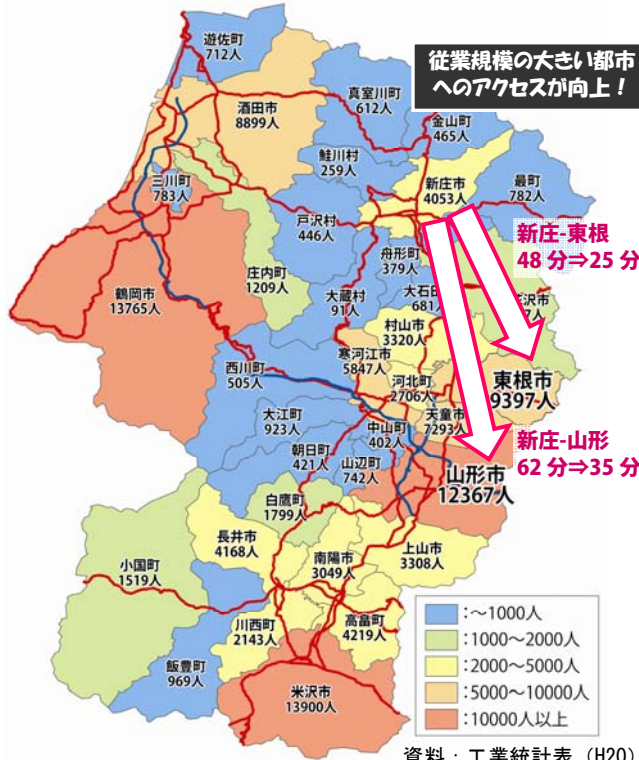 従業規模の大きい都市
へのアクセスが向上！
遊佐町
712人
真室川町
612人
金山町
465人
酒田市
8899人
鮭川村
259人
新庄市
4053人
最町
782人
三川町
783人
戸沢村
446人
新庄-東根
48 分⇒25 分
舟形町
379人
庄内町
1209人
大蔵村
91人
大石田
681人
沢市
7人
鶴岡市
13765人
村山市
3320人
寒河江市
5847人
西川町
505人
河北町
2706人
東根市
9397人
大江町
923人
中山町
402人
天童市
7293人
朝日町
421人
山辺町
742人
新庄-山形
62 分⇒35 分
山形市
12367人
白鷹町
1799人
長井市
4168人
南陽市
3049人
上山市
3308人
小国町
1519人
川西町
2143人
高畠町
4219人
飯豊町
969人
米沢市
13900人
：～1000人
：1000～2000人
：2000～5000人
：5000～10000人
：10000人以上
資料：工業統計表（H20）